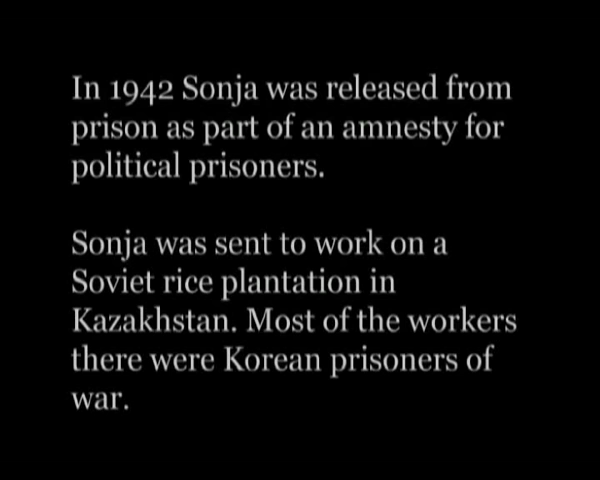 In 1942 Sonja was released from
prison as part of an amnesty for
political prisoners.
Sonja was sent to work on a
Soviet rice plantation in
Kazakhstan. Most of the workers
there were Korean prisoners of
war.